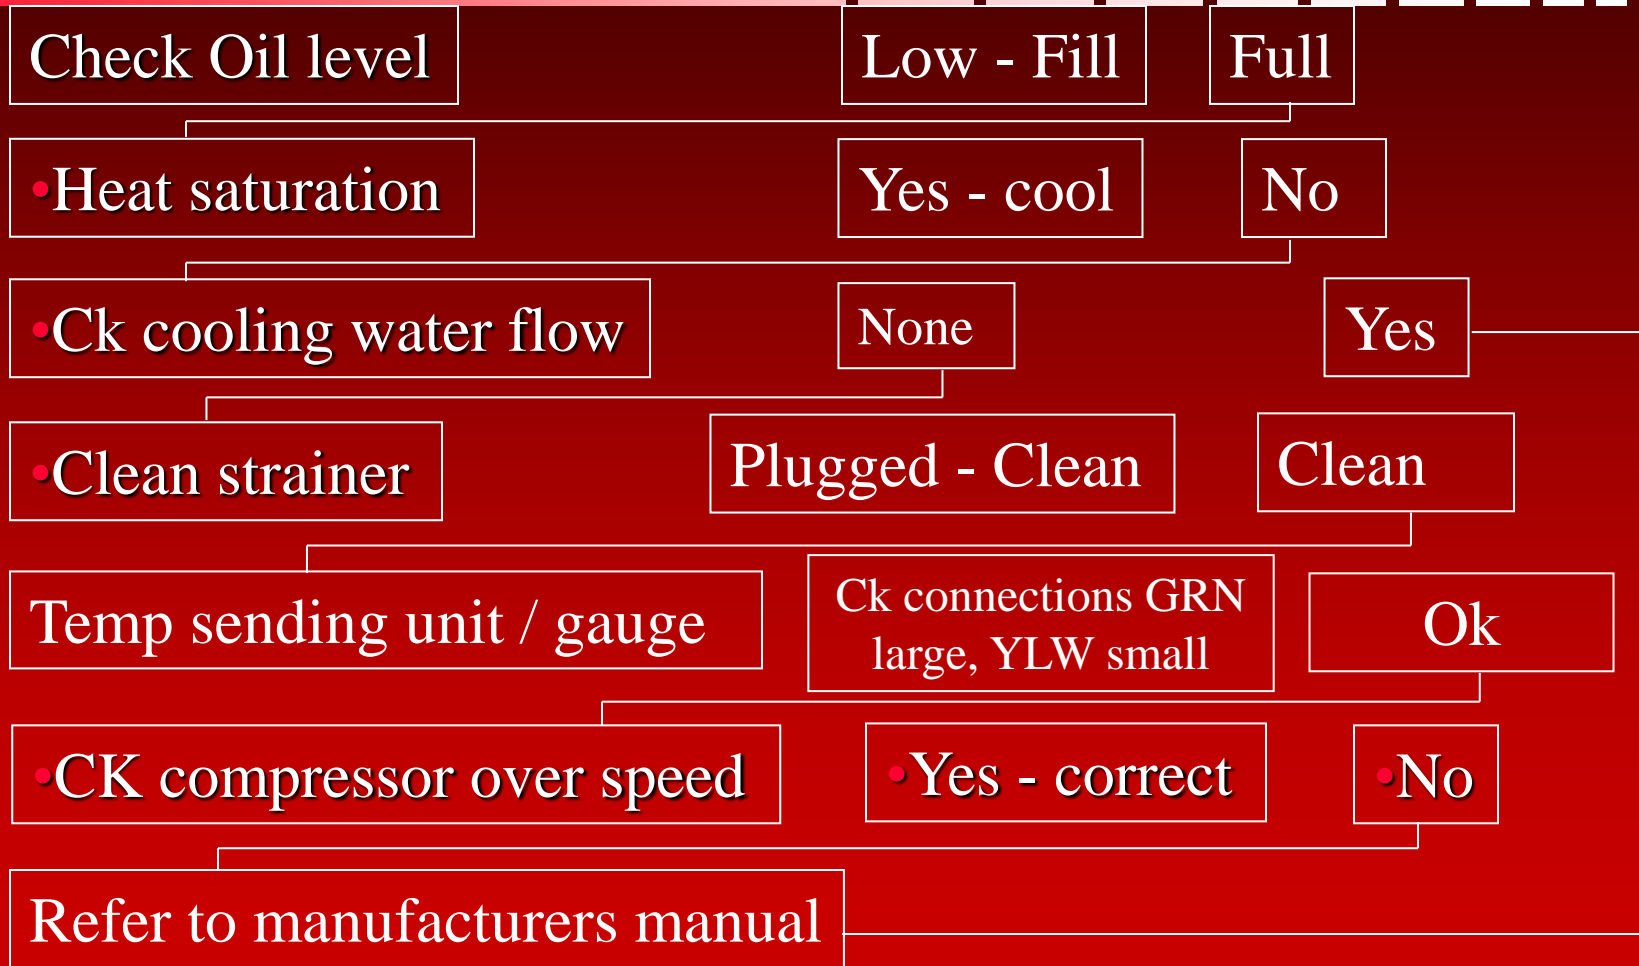 Check Oil level
Low - Fill
Full
•Heat saturation
Yes - cool
No
•Ck cooling water flow
None
Yes
•Clean strainer
Plugged - Clean
Clean
Temp sending unit / gauge
Ck connections GRN
large, YLW small
Ok
•CK compressor over speed
•Yes - correct
•No
Refer to manufacturers manual